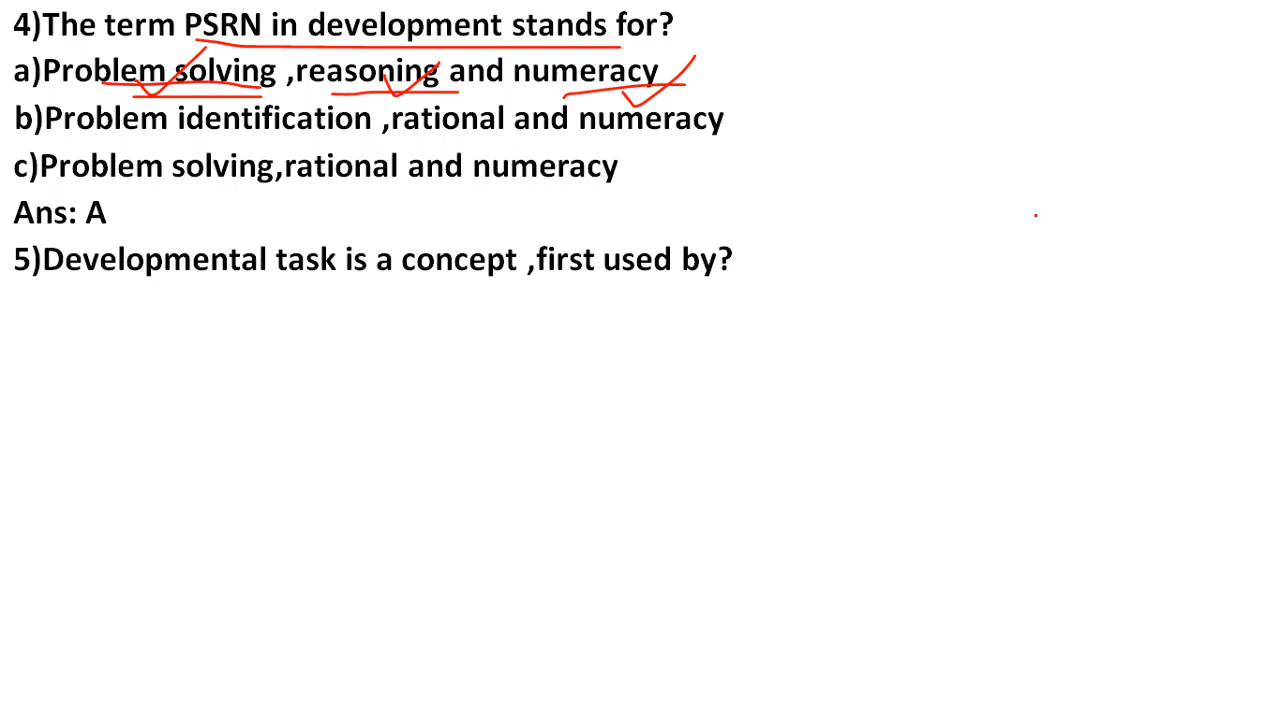 4)The term PSRN in development stands for?
a)Problem solving ,reasoning and numeracy
b)Problem identification ,rational and numeracy
c)Problem solving,rational and numeracy
Ans: A
5)Developmental task is a concept ,first used by?